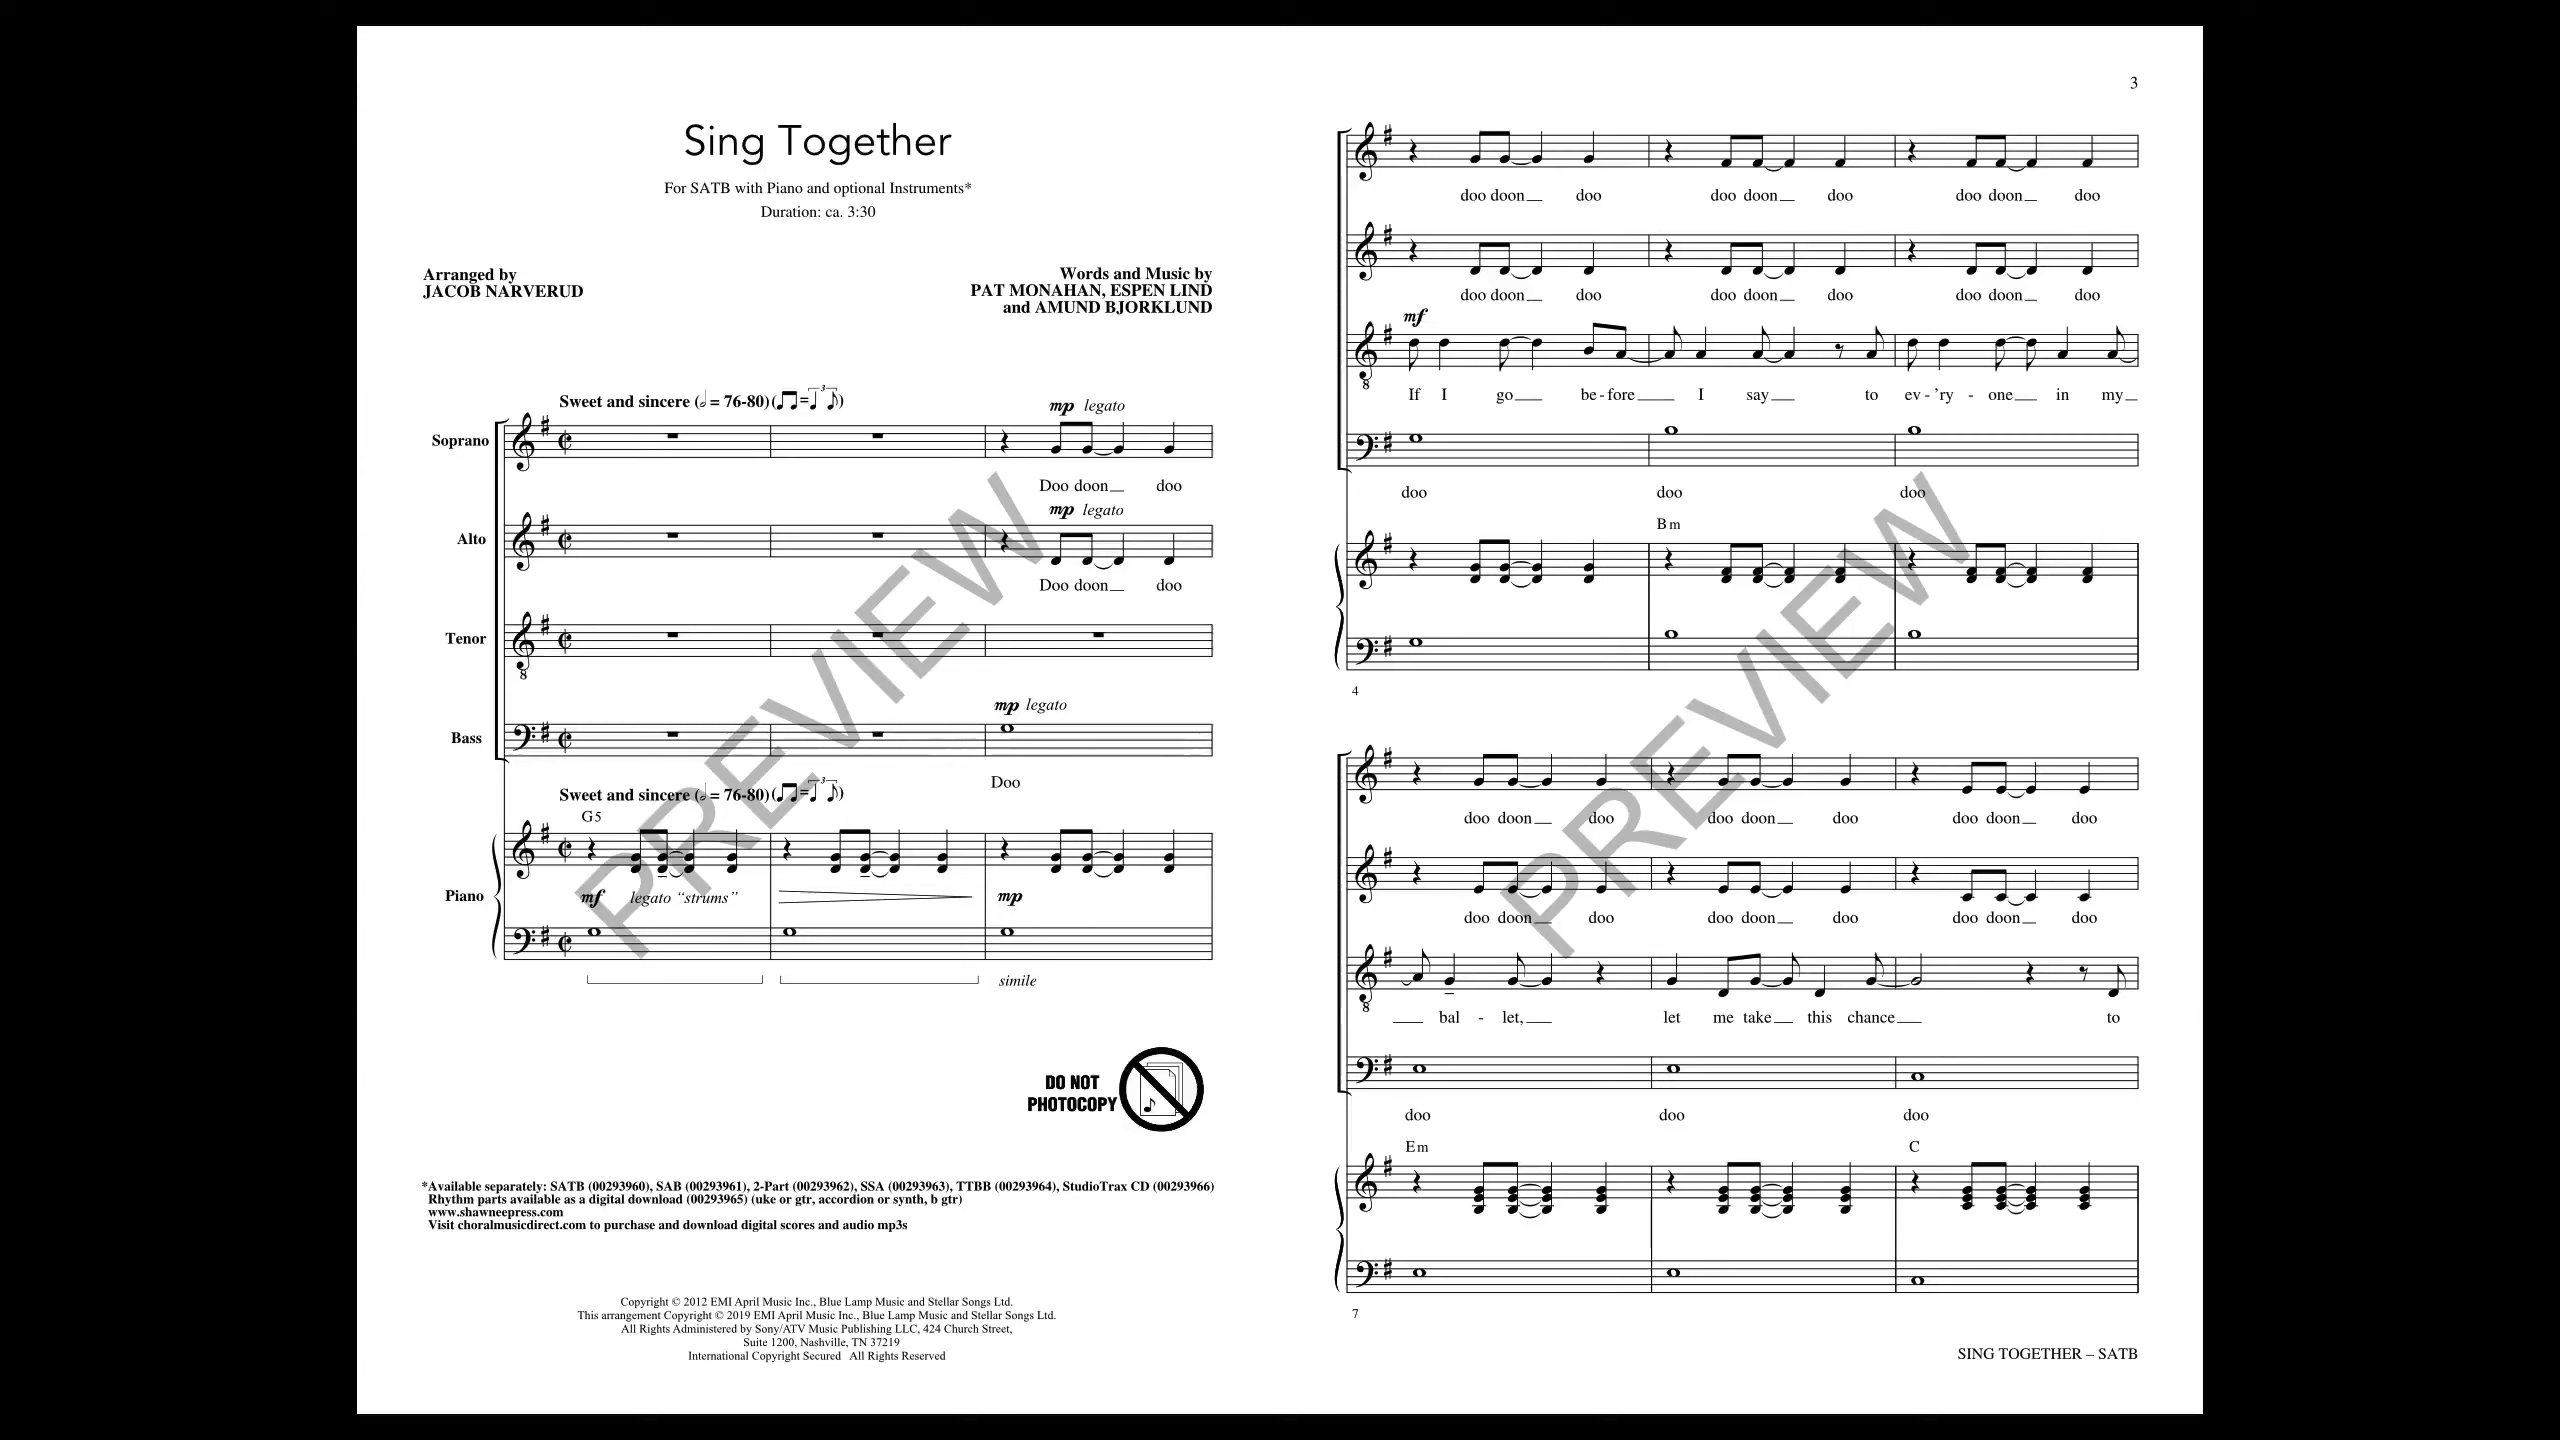 Sing Together
For SATB with Piano and optional Instruments*
Duration: ca. 3:30
Arranged by
JACOB NARVERUD
Words and Music by
PAT MONAHAN, ESPEN LIND
and AMUND BJORKLUND
Sweet and sincere (𝅗𝅥 = 76-80) (♫=♩ ♪ 3)
mp legato
Soprano
Doo doon doo
mp legato
Alto
Doo doon doo
Tenor
8
mp legato
Bass
Doo
Sweet and sincere (𝅗𝅥 = 76-80) (♫=♩ ♪ 3)
G5
Piano
mf legato “strums” mp
simile
PREVIEW
DO NOT
PHOTOCOPY
*Available separately: SATB (00293960), SAB (00293961), 2-Part (00293962), SSA (00293963), TTBB (00293964), StudioTrax CD (00293966)
Rhythm parts available as a digital download (00293965) (uke or gtr, accordion or synth, b gtr)
www.shawneepress.com
Visit choralmusicdirect.com to purchase and download digital scores and audio mp3s
Copyright © 2012 EMI April Music Inc., Blue Lamp Music and Stellar Songs Ltd.
This arrangement Copyright © 2019 EMI April Music Inc., Blue Lamp Music and Stellar Songs Ltd.
All Rights Administered by Sony/ATV Music Publishing LLC, 424 Church Street,
Suite 1200, Nashville, TN 37219
International Copyright Secured All Rights Reserved
3
doo doon doo doo doon doo doo doon doo
doo doon doo doo doon doo doo doon doo
mf
8
If I go be - fore I say to ev - 'ry - one in my
doo doo doo
Bm
4
PREVIEW
doo doon doo doo doon doo doo doon doo
doo doon doo doo doon doo doo doon doo
8
bal - let, let me take this chance to
doo doo doo
Em C
7
SING TOGETHER – SATB